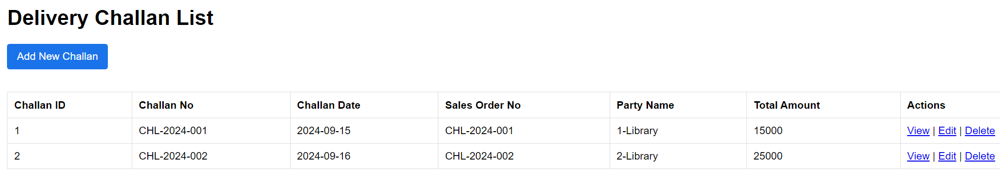 Delivery Challan List
Add New Challan
Challan ID Challan No Challan Date Sales Order No Party Name Total Amount Actions
1 CHL-2024-001 2024-09-15 CHL-2024-001 1-Library 15000 View | Edit | Delete
2 CHL-2024-002 2024-09-16 CHL-2024-002 2-Library 25000 View | Edit | Delete